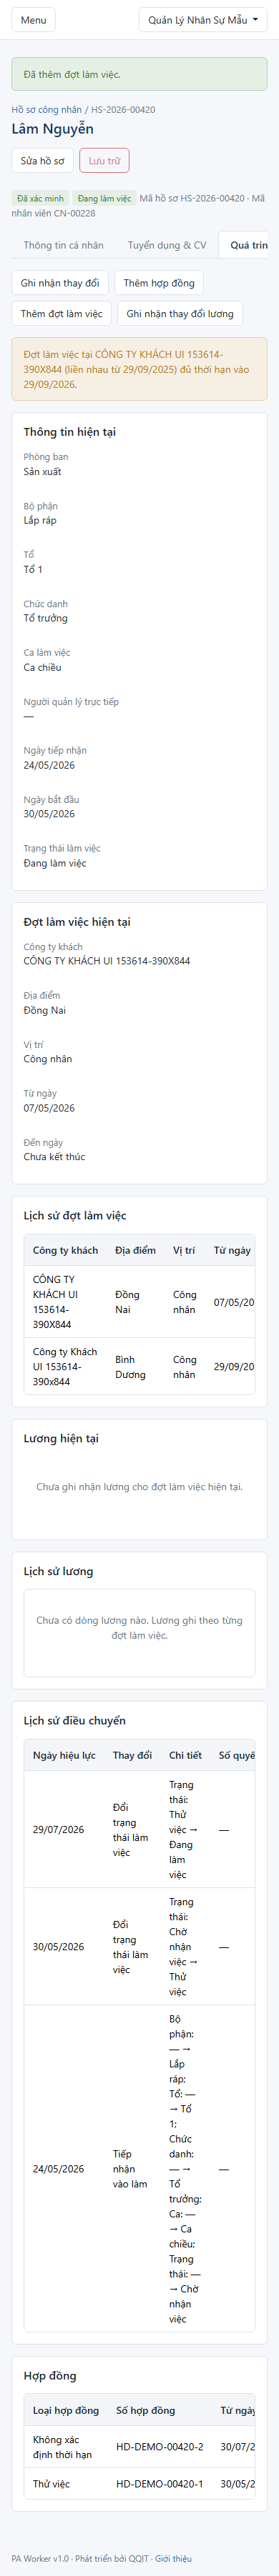 Menu
Quản Lý Nhân Sự Mẫu
Đã thêm đợt làm việc.
Hồ sơ công nhân / HS-2026-00420
Lâm Nguyễn
Sửa hồ sơ
Lưu trữ
Đã xác minh Đang làm việc Mã hồ sơ HS-2026-00420 · Mã
nhân viên CN-00228
Thông tin cá nhân
Tuyển dụng & CV
Quá trìn
Ghi nhận thay đổi
Thêm hợp đồng
Thêm đợt làm việc
Ghi nhận thay đổi lương
Đợt làm việc tại CÔNG TY KHÁCH UI 153614-
390X844 (liền nhau từ 29/09/2025) đủ thời hạn vào
29/09/2026.
Thông tin hiện tại
Phòng ban
Sản xuất
Bộ phận
Lắp ráp
Tổ
Tổ 1
Chức danh
Tổ trưởng
Ca làm việc
Ca chiều
Người quản lý trực tiếp
—
Ngày tiếp nhận
24/05/2026
Ngày bắt đầu
30/05/2026
Trạng thái làm việc
Đang làm việc
Đợt làm việc hiện tại
Công ty khách
CÔNG TY KHÁCH UI 153614-390X844
Địa điểm
Đồng Nai
Vị trí
Công nhân
Từ ngày
07/05/2026
Đến ngày
Chưa kết thúc
Lịch sử đợt làm việc
Công ty khách Địa điểm Vị trí Từ ngày
CÔNG TY
KHÁCH UI
153614-
390X844
Đồng
Nai
Công
nhân
07/05/20
Công ty Khách
UI 153614-
390x844
Bình
Dương
Công
nhân
29/09/20
Lương hiện tại
Chưa ghi nhận lương cho đợt làm việc hiện tại.
Lịch sử lương
Chưa có dòng lương nào. Lương ghi theo từng
đợt làm việc.
Lịch sử điều chuyển
Ngày hiệu lực Thay đổi Chi tiết Số quyế
29/07/2026
Đổi
trạng
thái làm
việc
Trạng
thái:
Thử
việc →
Đang
làm
việc
—
30/05/2026
Đổi
trạng
thái làm
việc
Trạng
thái:
Chờ
nhận
việc →
Thử
việc
—
24/05/2026
Tiếp
nhận
vào làm
Bộ
phận:
— →
Lắp
ráp;
Tổ: —
→ Tổ
1;
Chức
danh:
— →
Tổ
trưởng;
Ca: —
→ Ca
chiều;
Trạng
thái: —
→ Chờ
nhận
việc
—
Hợp đồng
Loại hợp đồng Số hợp đồng Từ ngày
Không xác
định thời hạn
HD-DEMO-00420-2
30/07/2
Thử việc HD-DEMO-00420-1 30/05/2
PA Worker v1.0 · Phát triển bởi QQIT · Giới thiệu